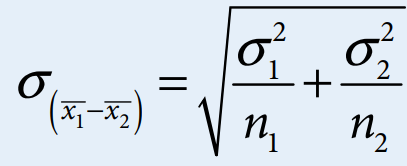 σ_(x̄₁−x̄₂) = √(σ₁²/n₁ + σ₂²/n₂)